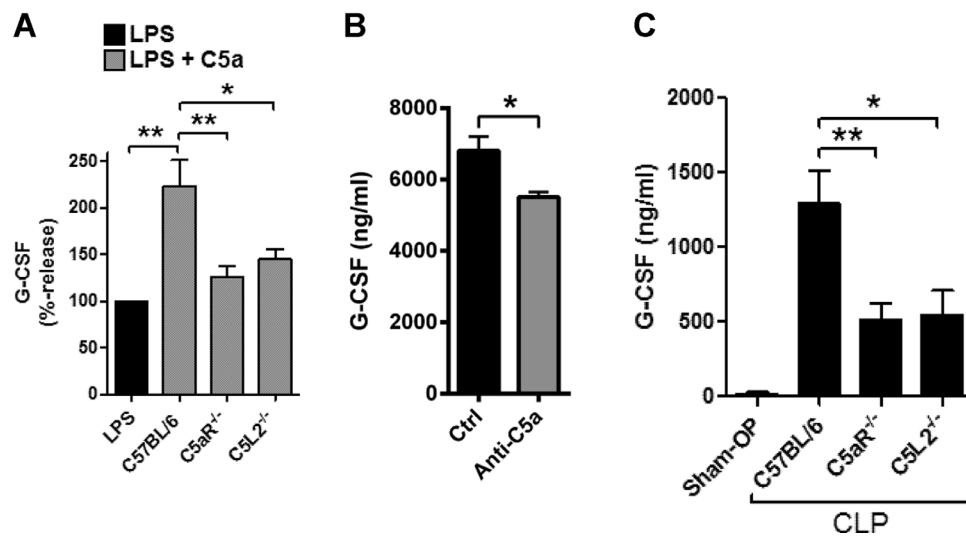 A
LPS
LPS + C5a
G-CSF
(%-release)
250
200
150
100
50
0
**
**
*
LPS
C57BL/6
C5aR-/-
C5L2-/-
B
G-CSF (ng/ml)
8000
6000
4000
2000
0
*
Ctrl
Anti-C5a
C
G-CSF (ng/ml)
2000
1500
1000
500
0
*
**
Sham-OP
C57BL/6
C5aR-/-
C5L2-/-
CLP